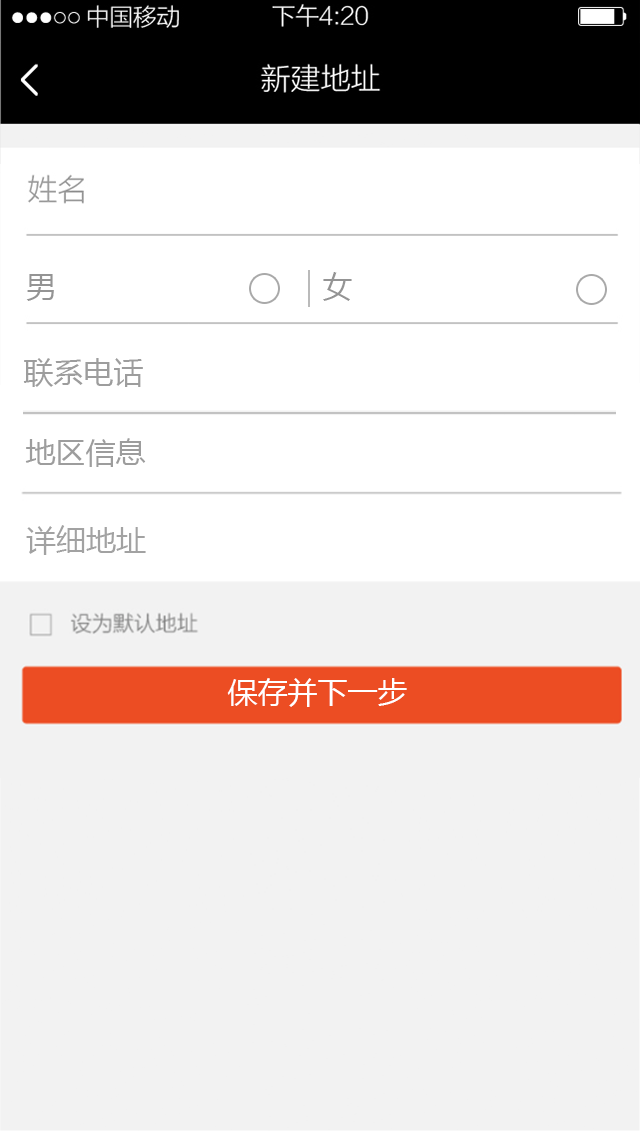 中国移动 下午4:20
新建地址
姓名
男 女
联系电话
地区信息
详细地址
设为默认地址
保存并下一步